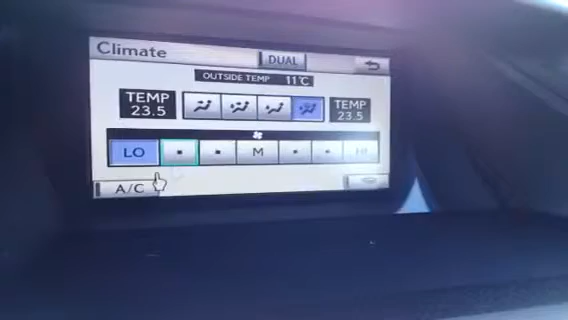 Climate
DUAL
OUTSIDE TEMP 11°C
TEMP 23.5
TEMP 23.5
LO M HI
A/C